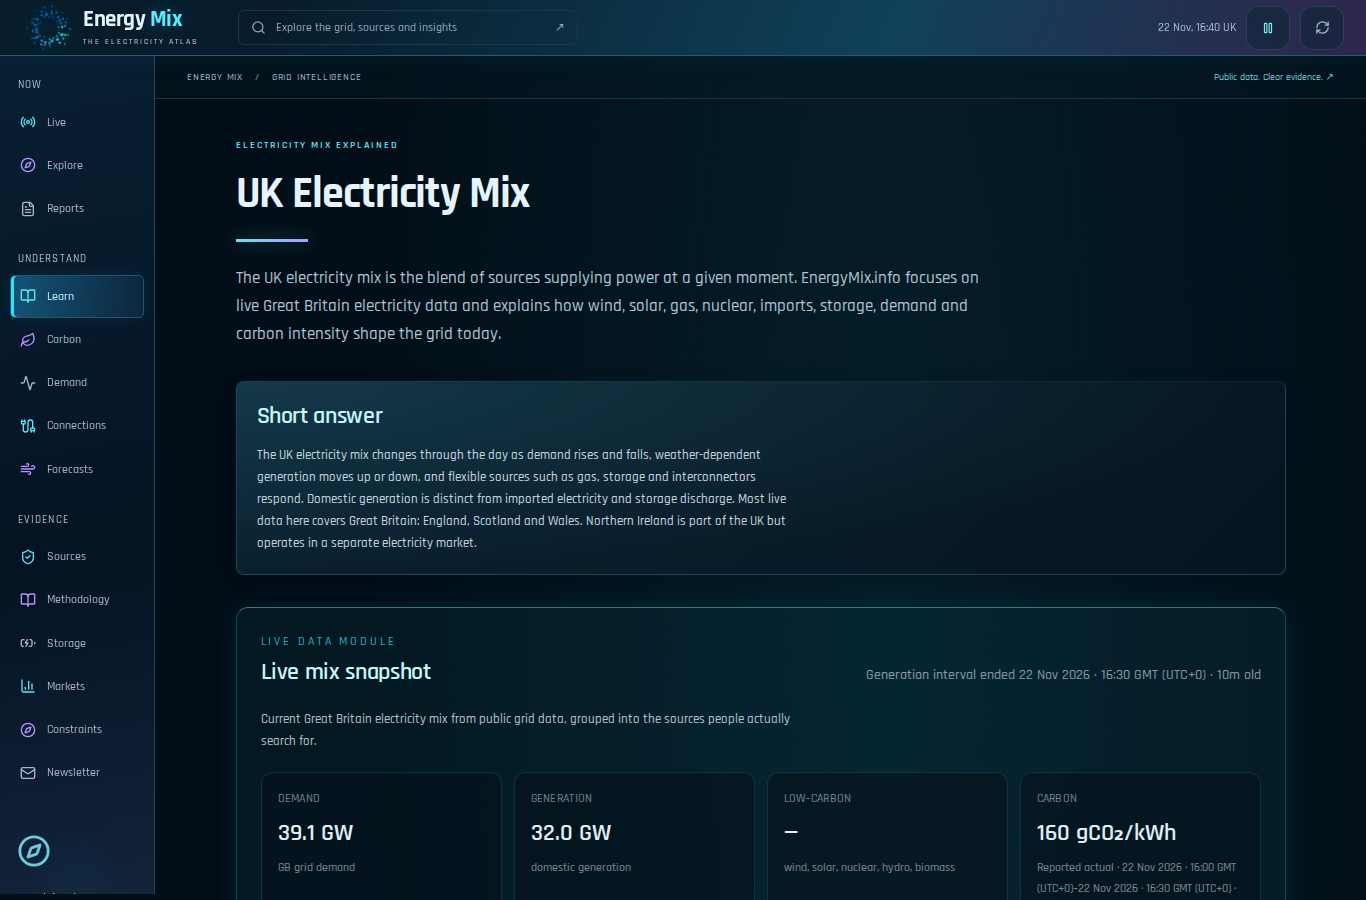 Energy Mix
THE ELECTRICITY ATLAS
Explore the grid, sources and insights ↗
22 Nov, 16:40 UK
NOW
Live
Explore
Reports
UNDERSTAND
Learn
Carbon
Demand
Connections
Forecasts
EVIDENCE
Sources
Methodology
Storage
Markets
Constraints
Newsletter
ENERGY MIX / GRID INTELLIGENCE
Public data. Clear evidence. ↗
ELECTRICITY MIX EXPLAINED
UK Electricity Mix
The UK electricity mix is the blend of sources supplying power at a given moment. EnergyMix.info focuses on
live Great Britain electricity data and explains how wind, solar, gas, nuclear, imports, storage, demand and
carbon intensity shape the grid today.
Short answer
The UK electricity mix changes through the day as demand rises and falls, weather-dependent
generation moves up or down, and flexible sources such as gas, storage and interconnectors
respond. Domestic generation is distinct from imported electricity and storage discharge. Most live
data here covers Great Britain: England, Scotland and Wales. Northern Ireland is part of the UK but
operates in a separate electricity market.
LIVE DATA MODULE
Live mix snapshot
Generation interval ended 22 Nov 2026 · 16:30 GMT (UTC+0) · 10m old
Current Great Britain electricity mix from public grid data, grouped into the sources people actually
search for.
DEMAND
39.1 GW
GB grid demand
GENERATION
32.0 GW
domestic generation
LOW-CARBON
—
wind, solar, nuclear, hydro, biomass
CARBON
160 gCO₂/kWh
Reported actual · 22 Nov 2026 · 16:00 GMT
(UTC+0)–22 Nov 2026 · 16:30 GMT (UTC+0) ·